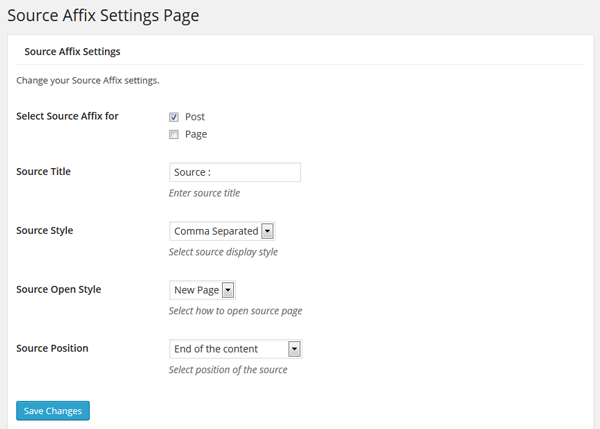 Source Affix Settings Page
Source Affix Settings
Change your Source Affix settings.
Select Source Affix for
Post
Page
Source Title
Source :
Enter source title
Source Style
Comma Separated
Select source display style
Source Open Style
New Page
Select how to open source page
Source Position
End of the content
Select position of the source
Save Changes